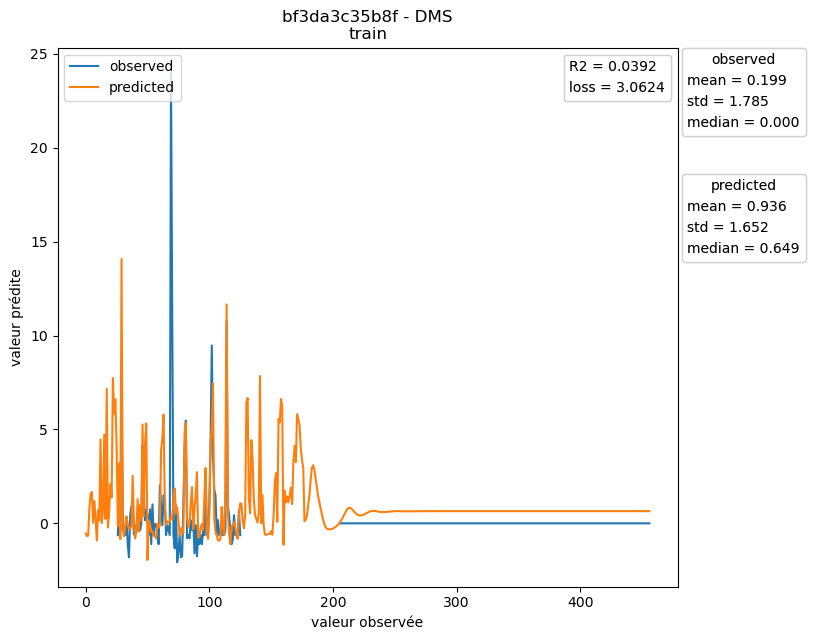 bf3da3c35b8f - DMS
train
observed
predicted
R2 = 0.0392
loss = 3.0624
observed
mean = 0.199
std = 1.785
median = 0.000
predicted
mean = 0.936
std = 1.652
median = 0.649
25
20
15
10
5
0
valeur prédite
0 100 200 300 400
valeur observée